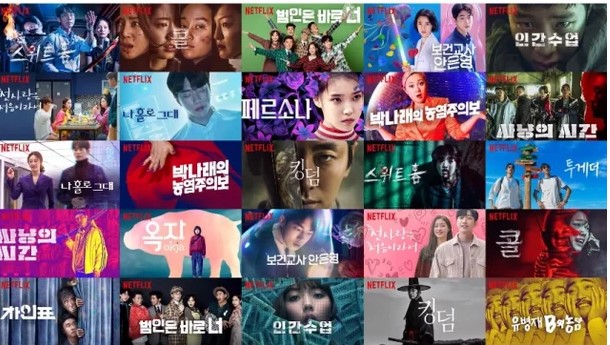 NETFLIX
스위트홈
NETFLIX
콜
NETFLIX
범인은 바로 너
NETFLIX
보건교사
안은영
NETFLIX
인간수업
NETFLIX
첫사랑은
처음이라서
NETFLIX
나 홀로 그대
NETFLIX
페르소나
NETFLIX
박나래의
농염주의보
NETFLIX
사냥의 시간
NETFLIX
나 홀로 그대
NETFLIX
박나래의
농염주의보
NETFLIX
킹덤
NETFLIX
스위트홈
NETFLIX
투게더
NETFLIX
사냥의
시간
NETFLIX
옥자
okja
NETFLIX
보건교사 안은영
NETFLIX
첫사랑은
처음이라서
NETFLIX
콜
NETFLIX
차인표
NETFLIX
범인은 바로 너
NETFLIX
인간수업
NETFLIX
킹덤
NETFLIX
유병재 B의농담